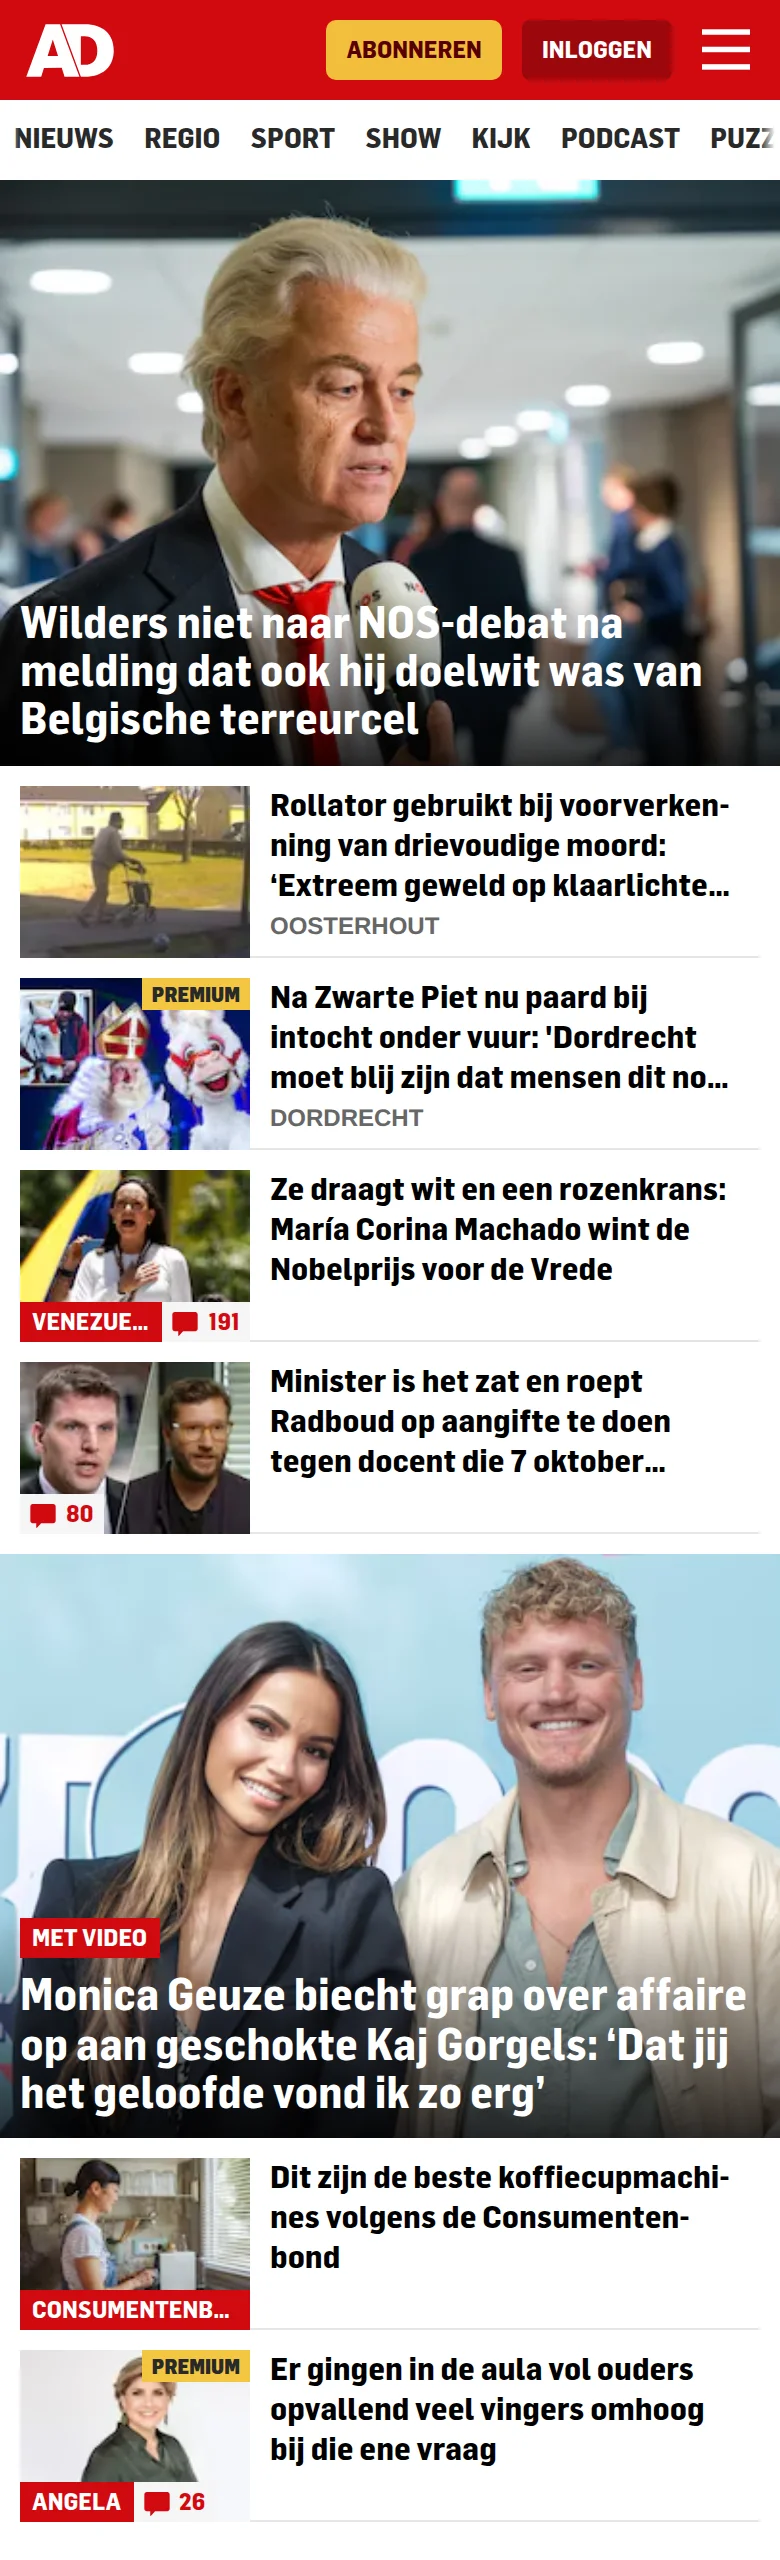 AD
ABONNEREN
INLOGGEN
NIEUWS REGIO SPORT SHOW KIJK PODCAST PUZZ
NOS
Wilders niet naar NOS-debat na
melding dat ook hij doelwit was van
Belgische terreurcel
Rollator gebruikt bij voorverken-
ning van drievoudige moord:
‘Extreem geweld op klaarlichte...
OOSTERHOUT
PREMIUM
Na Zwarte Piet nu paard bij
intocht onder vuur: 'Dordrecht
moet blij zijn dat mensen dit no...
DORDRECHT
Ze draagt wit en een rozenkrans:
María Corina Machado wint de
Nobelprijs voor de Vrede
VENEZUE...
191
Minister is het zat en roept
Radboud op aangifte te doen
tegen docent die 7 oktober...
80
MET VIDEO
Monica Geuze biecht grap over affaire
op aan geschokte Kaj Gorgels: ‘Dat jij
het geloofde vond ik zo erg’
Dit zijn de beste koffiecupmachi-
nes volgens de Consumenten-
bond
CONSUMENTENB...
PREMIUM
Er gingen in de aula vol ouders
opvallend veel vingers omhoog
bij die ene vraag
ANGELA
26